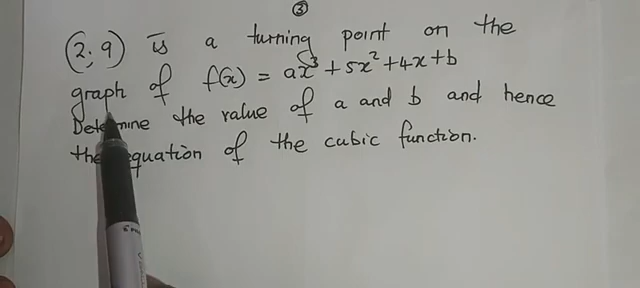 ③
(2; 9) is a turning point on the
graph of f(x) = ax³ + 5x² + 4x + b
Determine the value of a and b and hence
the equation of the cubic function.